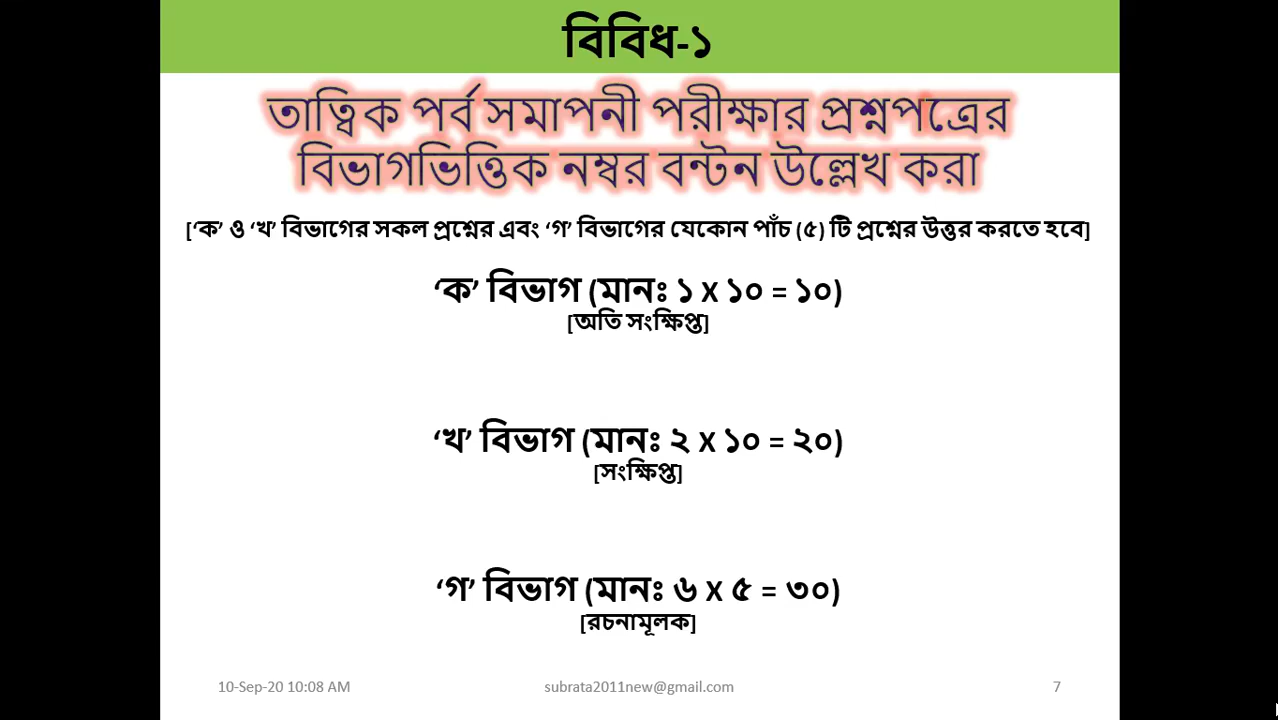 বিবিধ-১
তাত্বিক পর্ব সমাপনী পরীক্ষার প্রশ্নপত্রের
বিভাগভিত্তিক নম্বর বন্টন উল্লেখ করা
[‘ক’ ও ‘খ’ বিভাগের সকল প্রশ্নের এবং ‘গ’ বিভাগের যেকোন পাঁচ (৫) টি প্রশ্নের উত্তর করতে হবে]
‘ক’ বিভাগ (মানঃ ১ X ১০ = ১০)
[অতি সংক্ষিপ্ত]
‘খ’ বিভাগ (মানঃ ২ X ১০ = ২০)
[সংক্ষিপ্ত]
‘গ’ বিভাগ (মানঃ ৬ X ৫ = ৩০)
[রচনামূলক]
10-Sep-20 10:08 AM subrata2011new@gmail.com 7